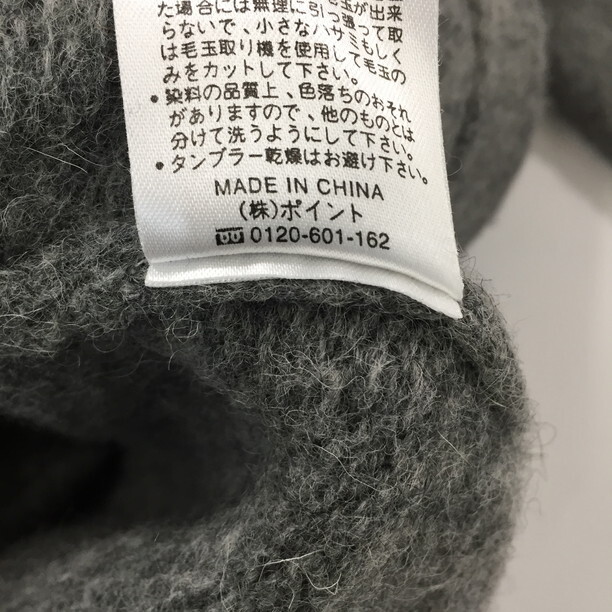 た場合には無理に引っ張って取
らないで、小さなハサミもしく
は毛玉取り機を使用して毛玉の
みをカットして下さい。
・染料の品質上、色落ちのおそれ
がありますので、他のものとは
分けて洗うようにして下さい。
・タンブラー乾燥はお避け下さい。
MADE IN CHINA
(株)ポイント
0120-601-162